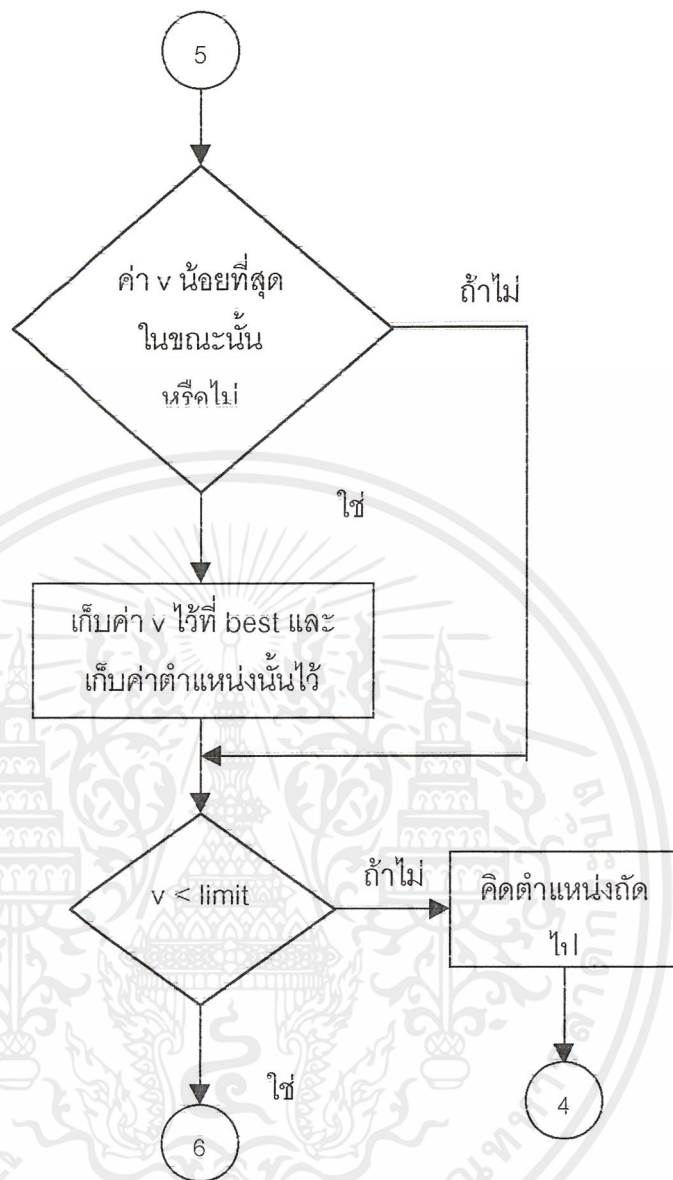 5
ค่า v น้อยที่สุด
ในขณะนั้น
หรือไม่
ถ้าไม่
ใช่
เก็บค่า v ไว้ที่ best และ
เก็บค่าตำแหน่งนั้นไว้
v < limit
ถ้าไม่
คิดตำแหน่งถัด
ไป
ใช่
6
4